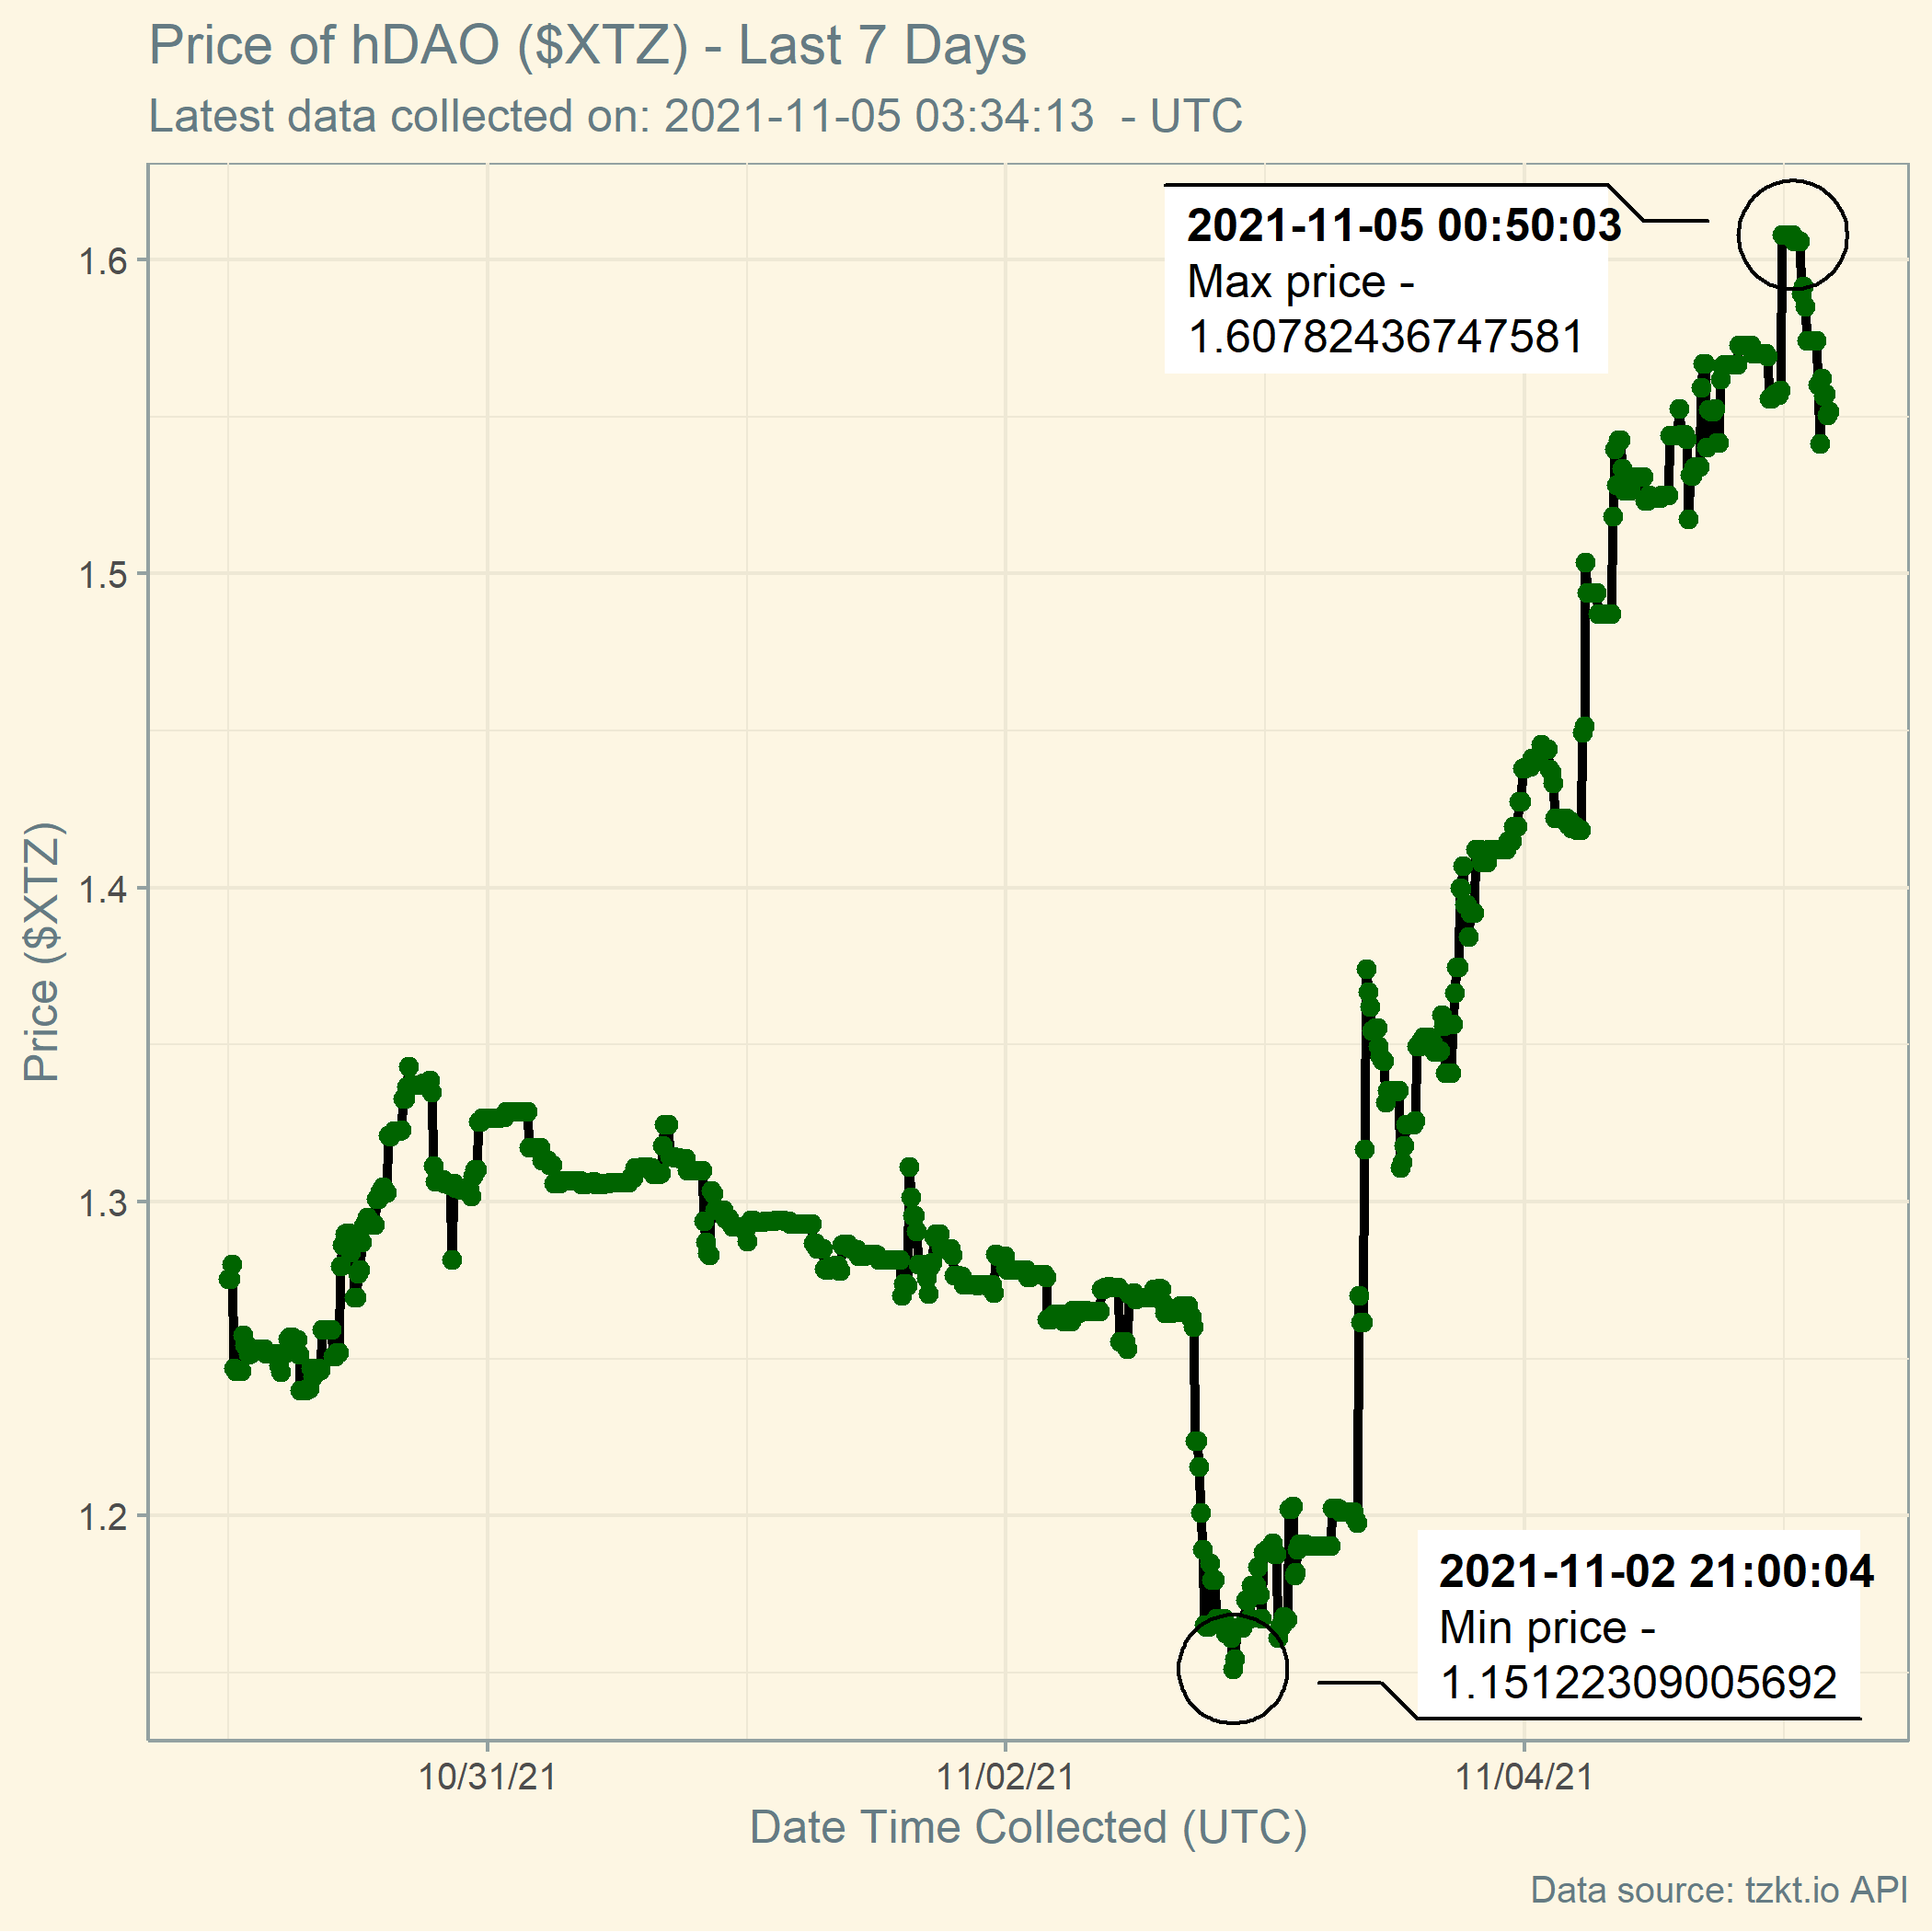 Price of hDAO ($XTZ) - Last 7 Days
Latest data collected on: 2021-11-05 03:34:13  - UTC
2021-11-05 00:50:03
Max price -
1.60782436747581
1.6
1.5
1.4
1.3
1.2
Price ($XTZ)
2021-11-02 21:00:04
Min price -
1.15122309005692
10/31/21
11/02/21
11/04/21
Date Time Collected (UTC)
Data source: tzkt.io API